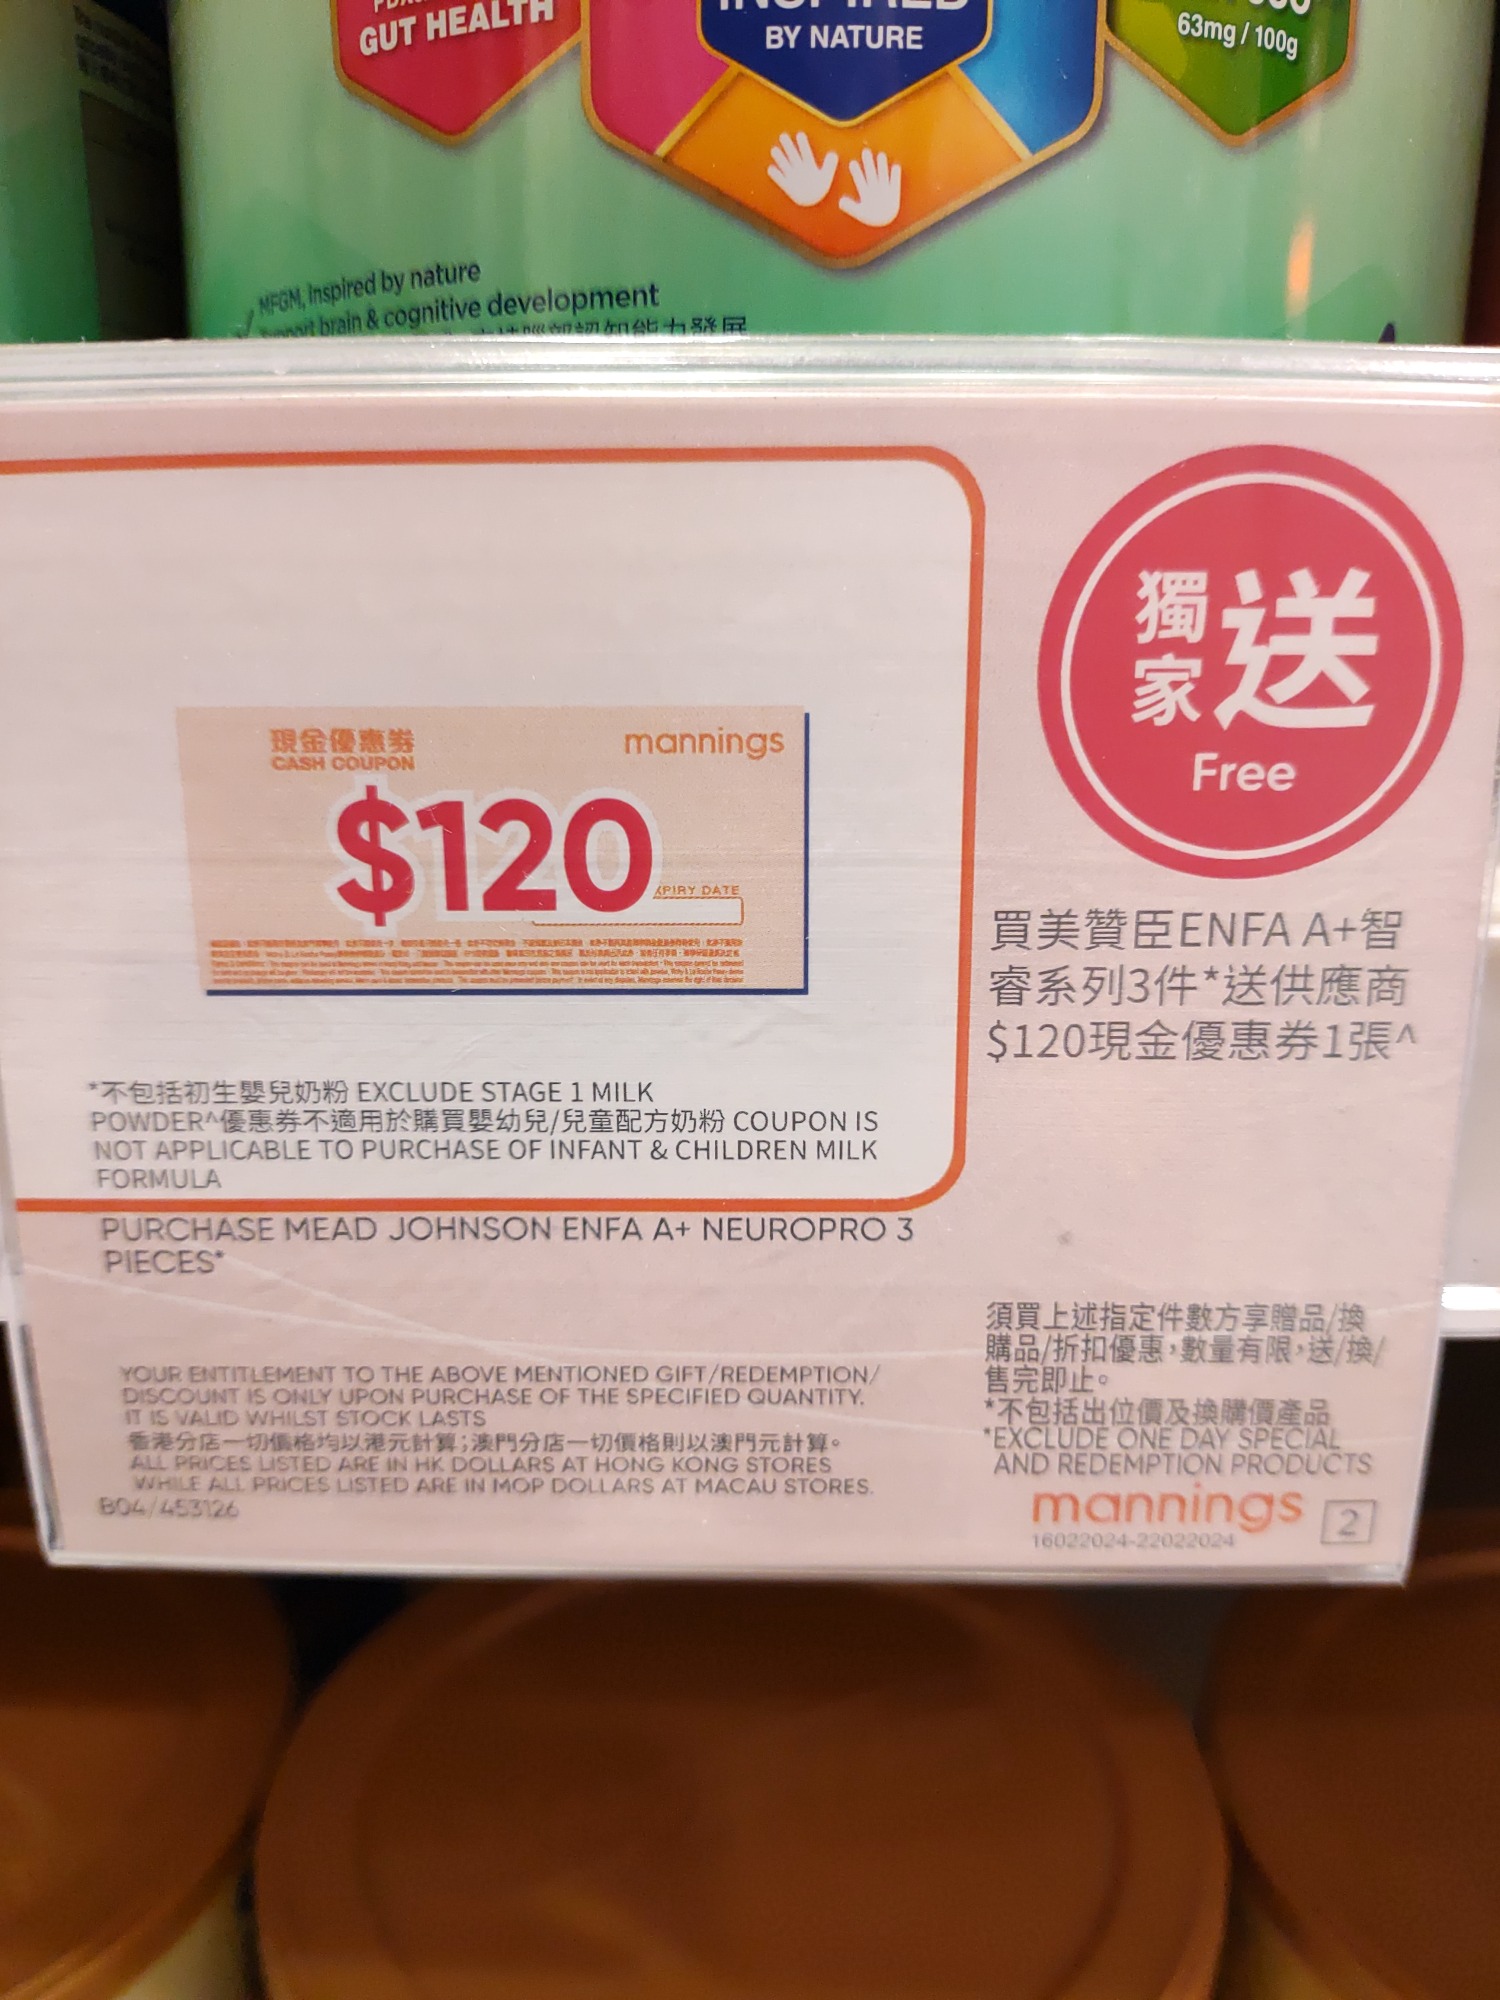 GUT HEALTH
BY NATURE
63mg / 100g
MFGM, Inspired by nature
brain & cognitive development
獨家送
Free
現金優惠券
CASH COUPON
mannings
$120
PIRY DATE
買美贊臣ENFA A+智
睿系列3件*送供應商
$120現金優惠券1張^
*不包括初生嬰兒奶粉 EXCLUDE STAGE 1 MILK
POWDER^優惠券不適用於購買嬰幼兒/兒童配方奶粉 COUPON IS
NOT APPLICABLE TO PURCHASE OF INFANT & CHILDREN MILK
FORMULA
PURCHASE MEAD JOHNSON ENFA A+ NEUROPRO 3
PIECES*
須買上述指定件數方享贈品/換
購品/折扣優惠，數量有限，送/換/
售完即止。
*不包括出位價及換購價產品
*EXCLUDE ONE DAY SPECIAL
AND REDEMPTION PRODUCTS
YOUR ENTITLEMENT TO THE ABOVE MENTIONED GIFT/REDEMPTION/
DISCOUNT IS ONLY UPON PURCHASE OF THE SPECIFIED QUANTITY.
IT IS VALID WHILST STOCK LASTS
香港分店一切價格均以港元計算；澳門分店一切價格則以澳門元計算。
ALL PRICES LISTED ARE IN HK DOLLARS AT HONG KONG STORES
WHILE ALL PRICES LISTED ARE IN MOP DOLLARS AT MACAU STORES.
B04/453126
mannings 2
16022024-22022024